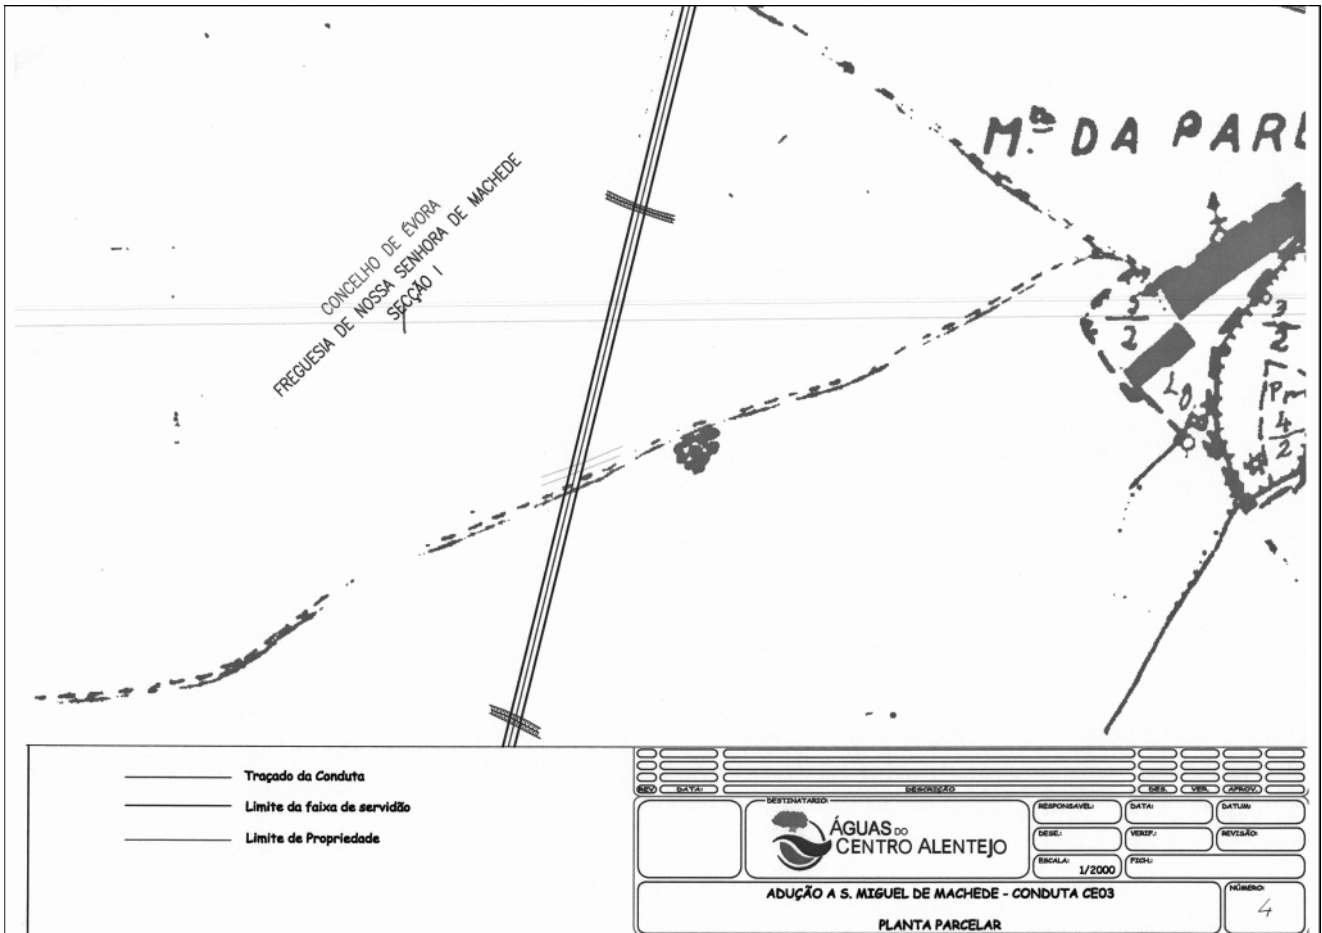 Mᵗᵉ. DA PARE
CONCELHO DE ÉVORA
FREGUESIA DE NOSSA SENHORA DE MACHEDE
SECÇÃO I
5
2
3
2
Lg.
4
2
Traçado da Conduta
Limite da faixa de servidão
Limite de Propriedade
REV. DATA: DESCRIÇÃO DES. VER. APROV.
DESTINATARIO:
ÁGUAS DO
CENTRO ALENTEJO
RESPONSAVEL: DATA: DATUM:
DESE.: VERIF.: REVISÃO:
ESCALA: 1/2000 FICH.:
ADUÇÃO A S. MIGUEL DE MACHEDE - CONDUTA CE03
PLANTA PARCELAR
NÚMERO:
4